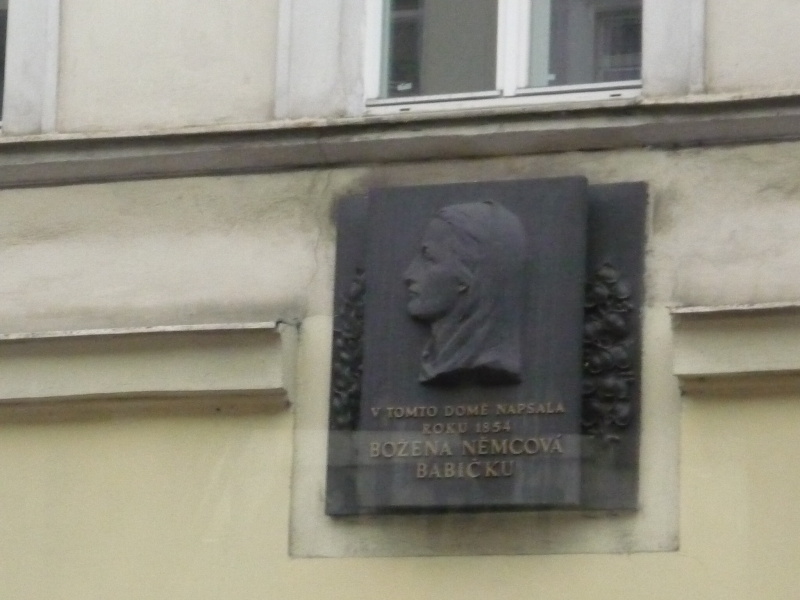 V TOMTO DOMĚ NAPSALA
ROKU 1854
BOŽENA NĚMCOVÁ
BABIČKU